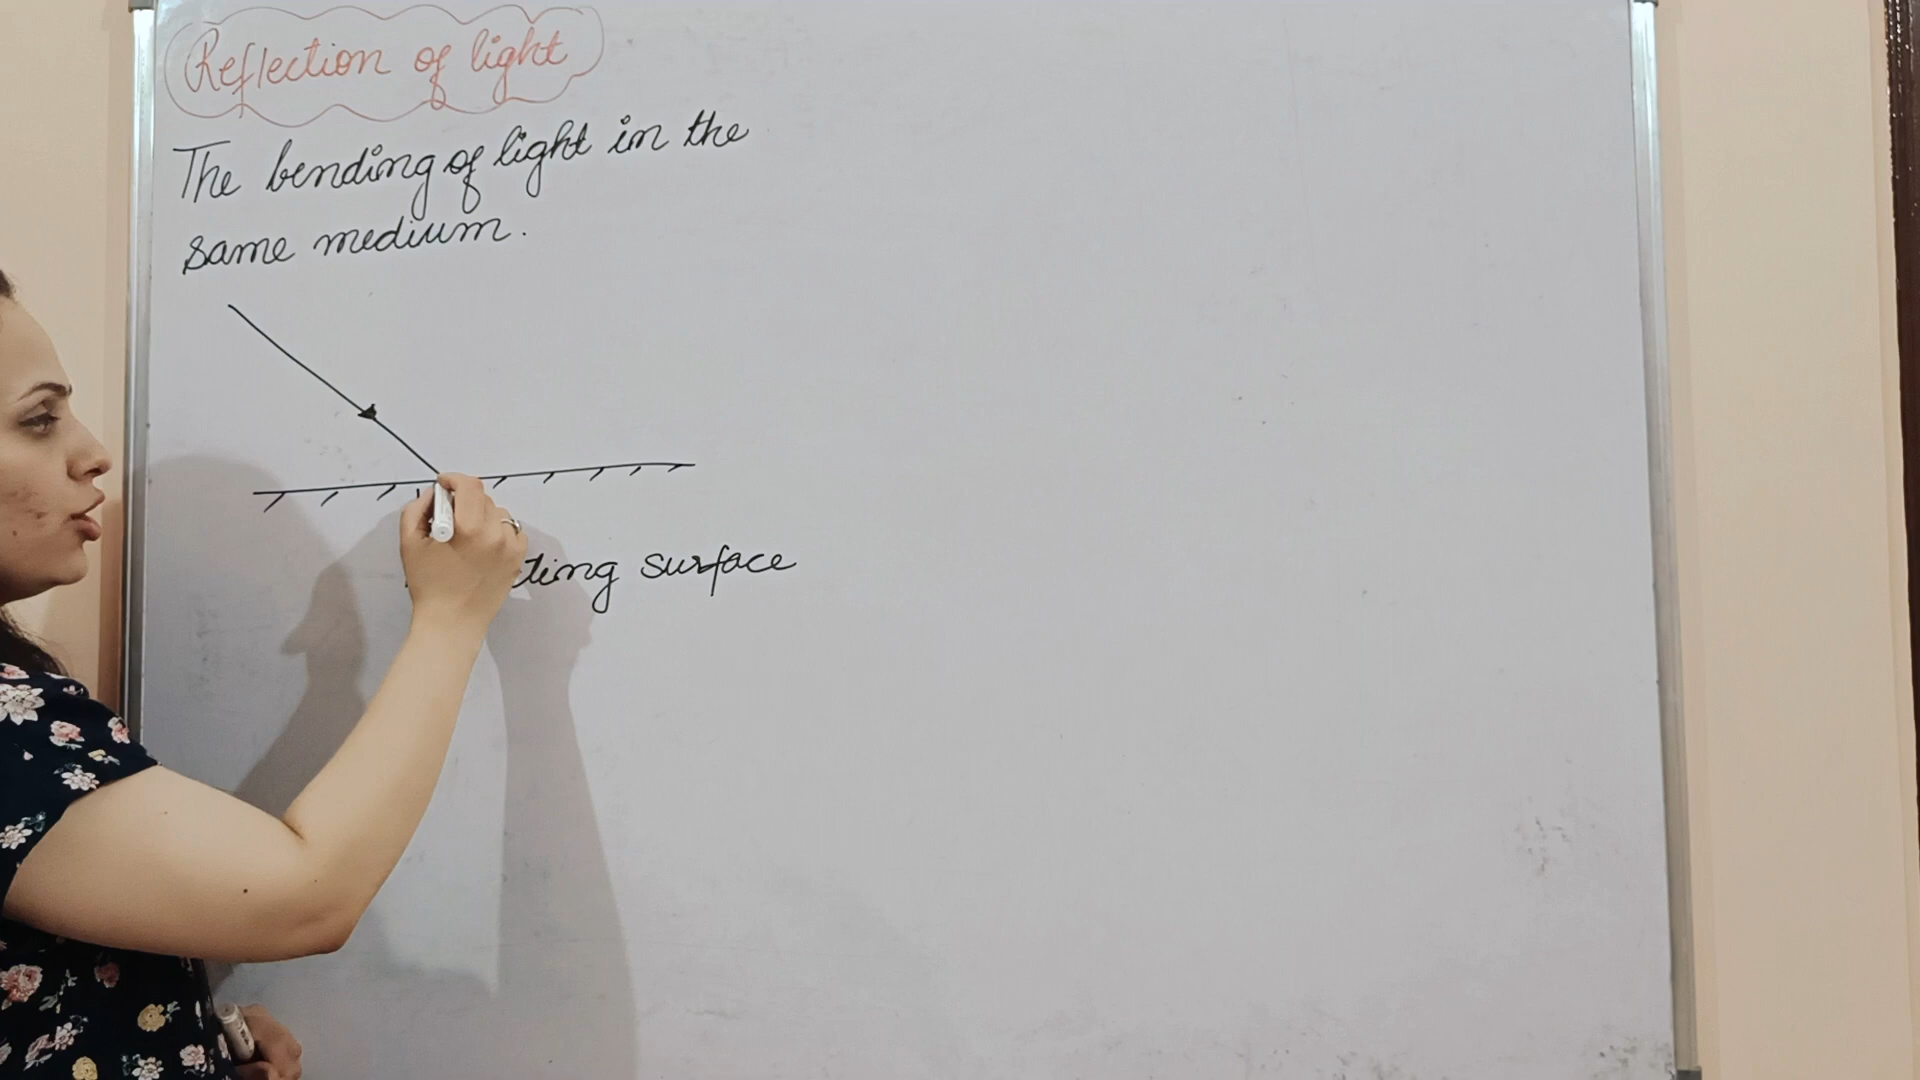 Reflection of light
The bending of light in the
same medium.
surface